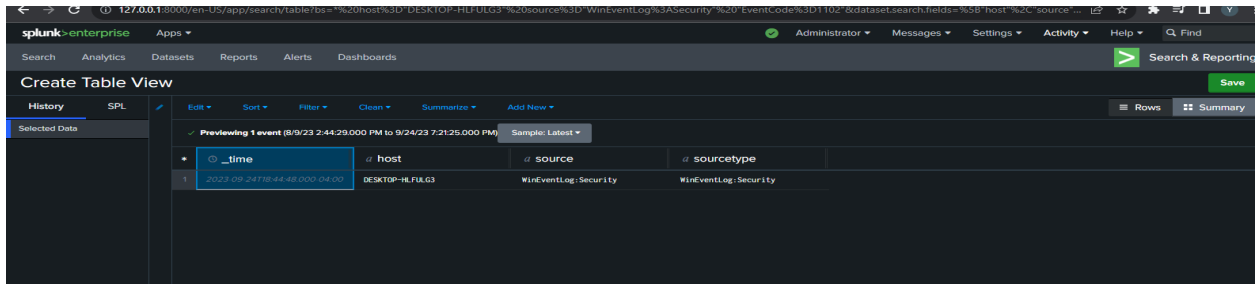 127.0.0.1:8000/en-US/app/search/table?bs=*%20host%3D"DESKTOP-HLFULG3"%20source%3D"WinEventLog%3ASecurity"%20"EventCode%3D1102"&dataset.search.fields=%5B"host"%2C"source"...
splunk>enterprise Apps Administrator Messages Settings Activity Help Find
Search Analytics Datasets Reports Alerts Dashboards > Search & Reporting
Create Table View Save
History SPL Edit Sort Filter Clean Summarize Add New Rows Summary
Selected Data
Previewing 1 event (8/9/23 2:44:29.000 PM to 9/24/23 7:21:25.000 PM) Sample: Latest
* _time a host a source a sourcetype
1 2023-09-24T18:44:48.000-04:00 DESKTOP-HLFULG3 WinEventLog:Security WinEventLog:Security